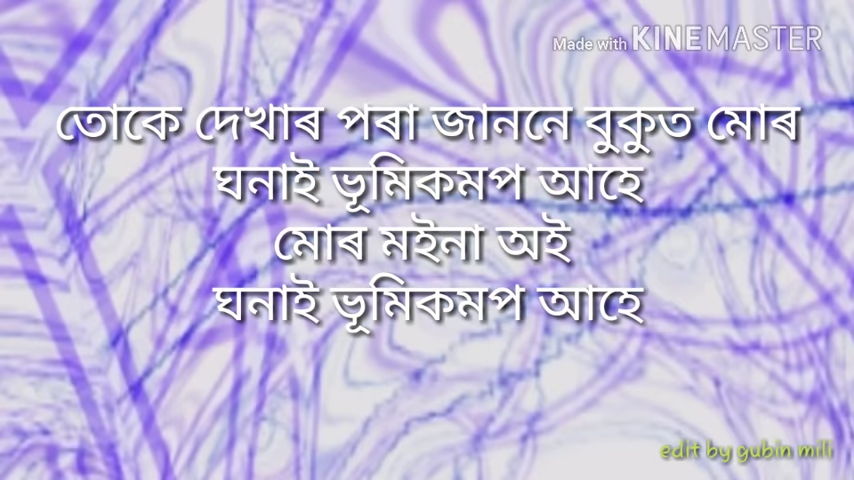 Made with KINEMASTER
তোকে দেখাৰ পৰা জাননে বুকুত মোৰ
ঘনাই ভূমিকমপ আহে
মোৰ মইনা অই
ঘনাই ভূমিকমপ আহে
edit by gubin mili